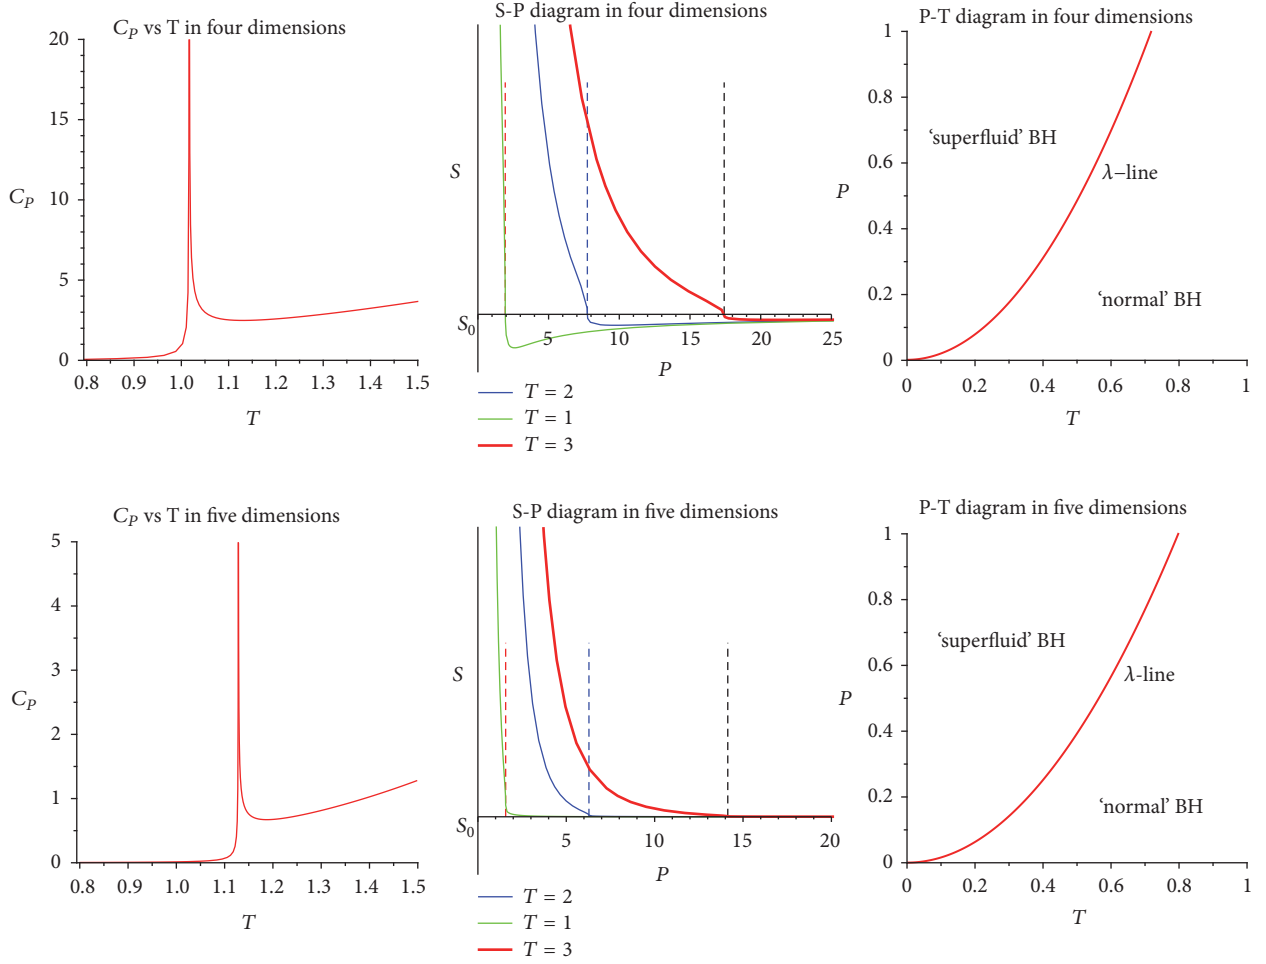 C_P vs T in four dimensions
20
15
10
5
0
C_P
0.8 0.9 1.0 1.1 1.2 1.3 1.4 1.5
T
S-P diagram in four dimensions
S
S_0
5 10 15 20 25
P
T = 2
T = 1
T = 3
P-T diagram in four dimensions
1
0.8
0.6
0.4
0.2
0
P
'superfluid' BH
λ−line
'normal' BH
0 0.2 0.4 0.6 0.8 1
T
C_P vs T in five dimensions
5
4
3
2
1
0
C_P
0.8 0.9 1.0 1.1 1.2 1.3 1.4 1.5
T
S-P diagram in five dimensions
S
S_0
5 10 15 20
P
T = 2
T = 1
T = 3
P-T diagram in five dimensions
1
0.8
0.6
0.4
0.2
0
P
'superfluid' BH
λ-line
'normal' BH
0 0.2 0.4 0.6 0.8 1
T